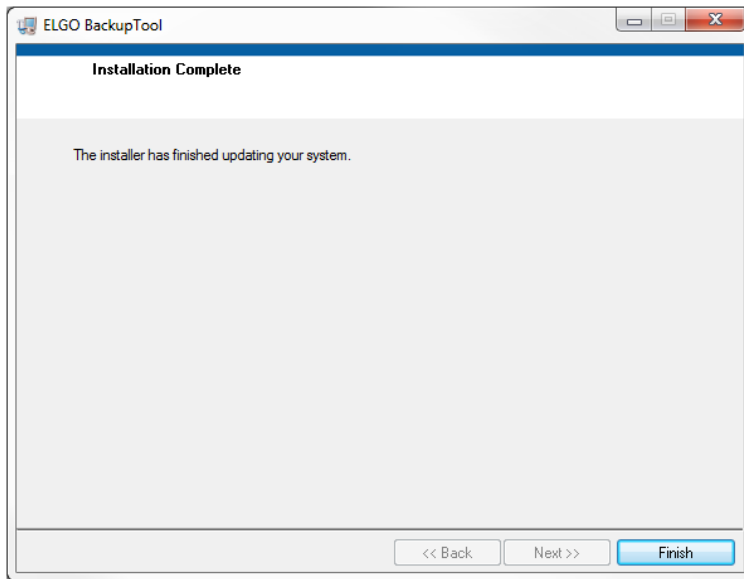 ELGO BackupTool
Installation Complete
The installer has finished updating your system.
<< Back Next >> Finish